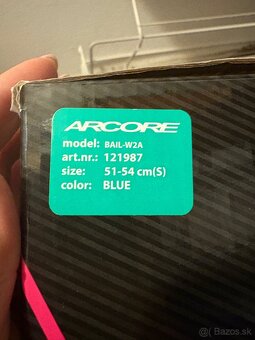 ARCORE
model: BAIL-W2A
art.nr.: 121987
size: 51-54 cm(S)
color: BLUE
Bazos.sk